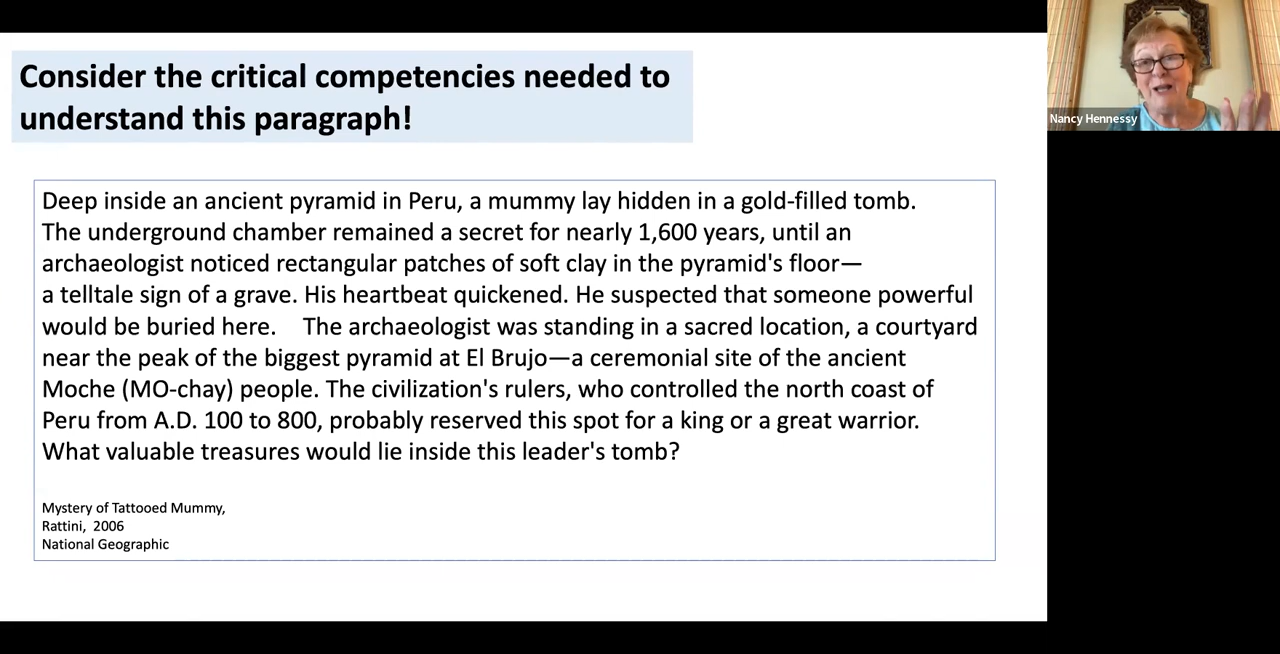 Consider the critical competencies needed to
understand this paragraph!
Nancy Hennessy
Deep inside an ancient pyramid in Peru, a mummy lay hidden in a gold-filled tomb.
The underground chamber remained a secret for nearly 1,600 years, until an
archaeologist noticed rectangular patches of soft clay in the pyramid's floor—
a telltale sign of a grave. His heartbeat quickened. He suspected that someone powerful
would be buried here.    The archaeologist was standing in a sacred location, a courtyard
near the peak of the biggest pyramid at El Brujo—a ceremonial site of the ancient
Moche (MO-chay) people. The civilization's rulers, who controlled the north coast of
Peru from A.D. 100 to 800, probably reserved this spot for a king or a great warrior.
What valuable treasures would lie inside this leader's tomb?
Mystery of Tattooed Mummy,
Rattini,  2006
National Geographic